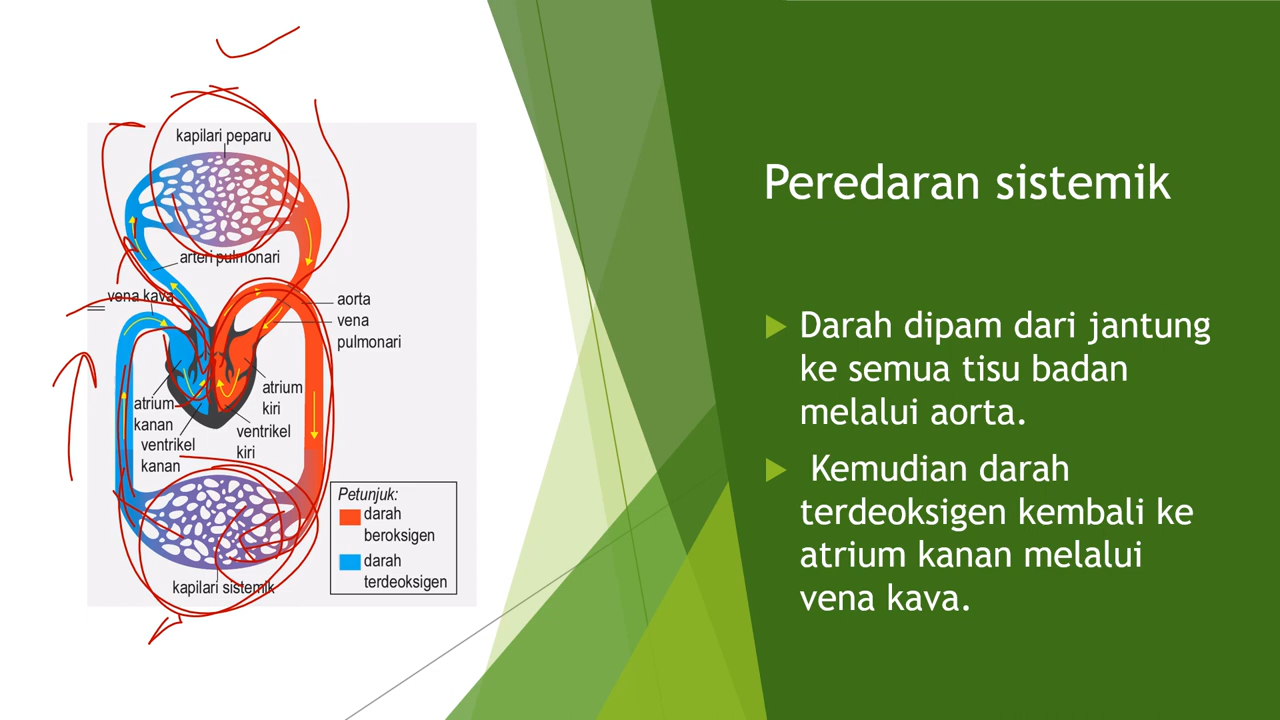 kapilari peparu
arteri pulmonari
vena kava
aorta
vena
pulmonari
atrium
kiri
atrium
kanan
ventrikel
kiri
ventrikel
kanan
Petunjuk:
darah
beroksigen
darah
terdeoksigen
kapilari sistemik
Peredaran sistemik
Darah dipam dari jantung
ke semua tisu badan
melalui aorta.
Kemudian darah
terdeoksigen kembali ke
atrium kanan melalui
vena kava.